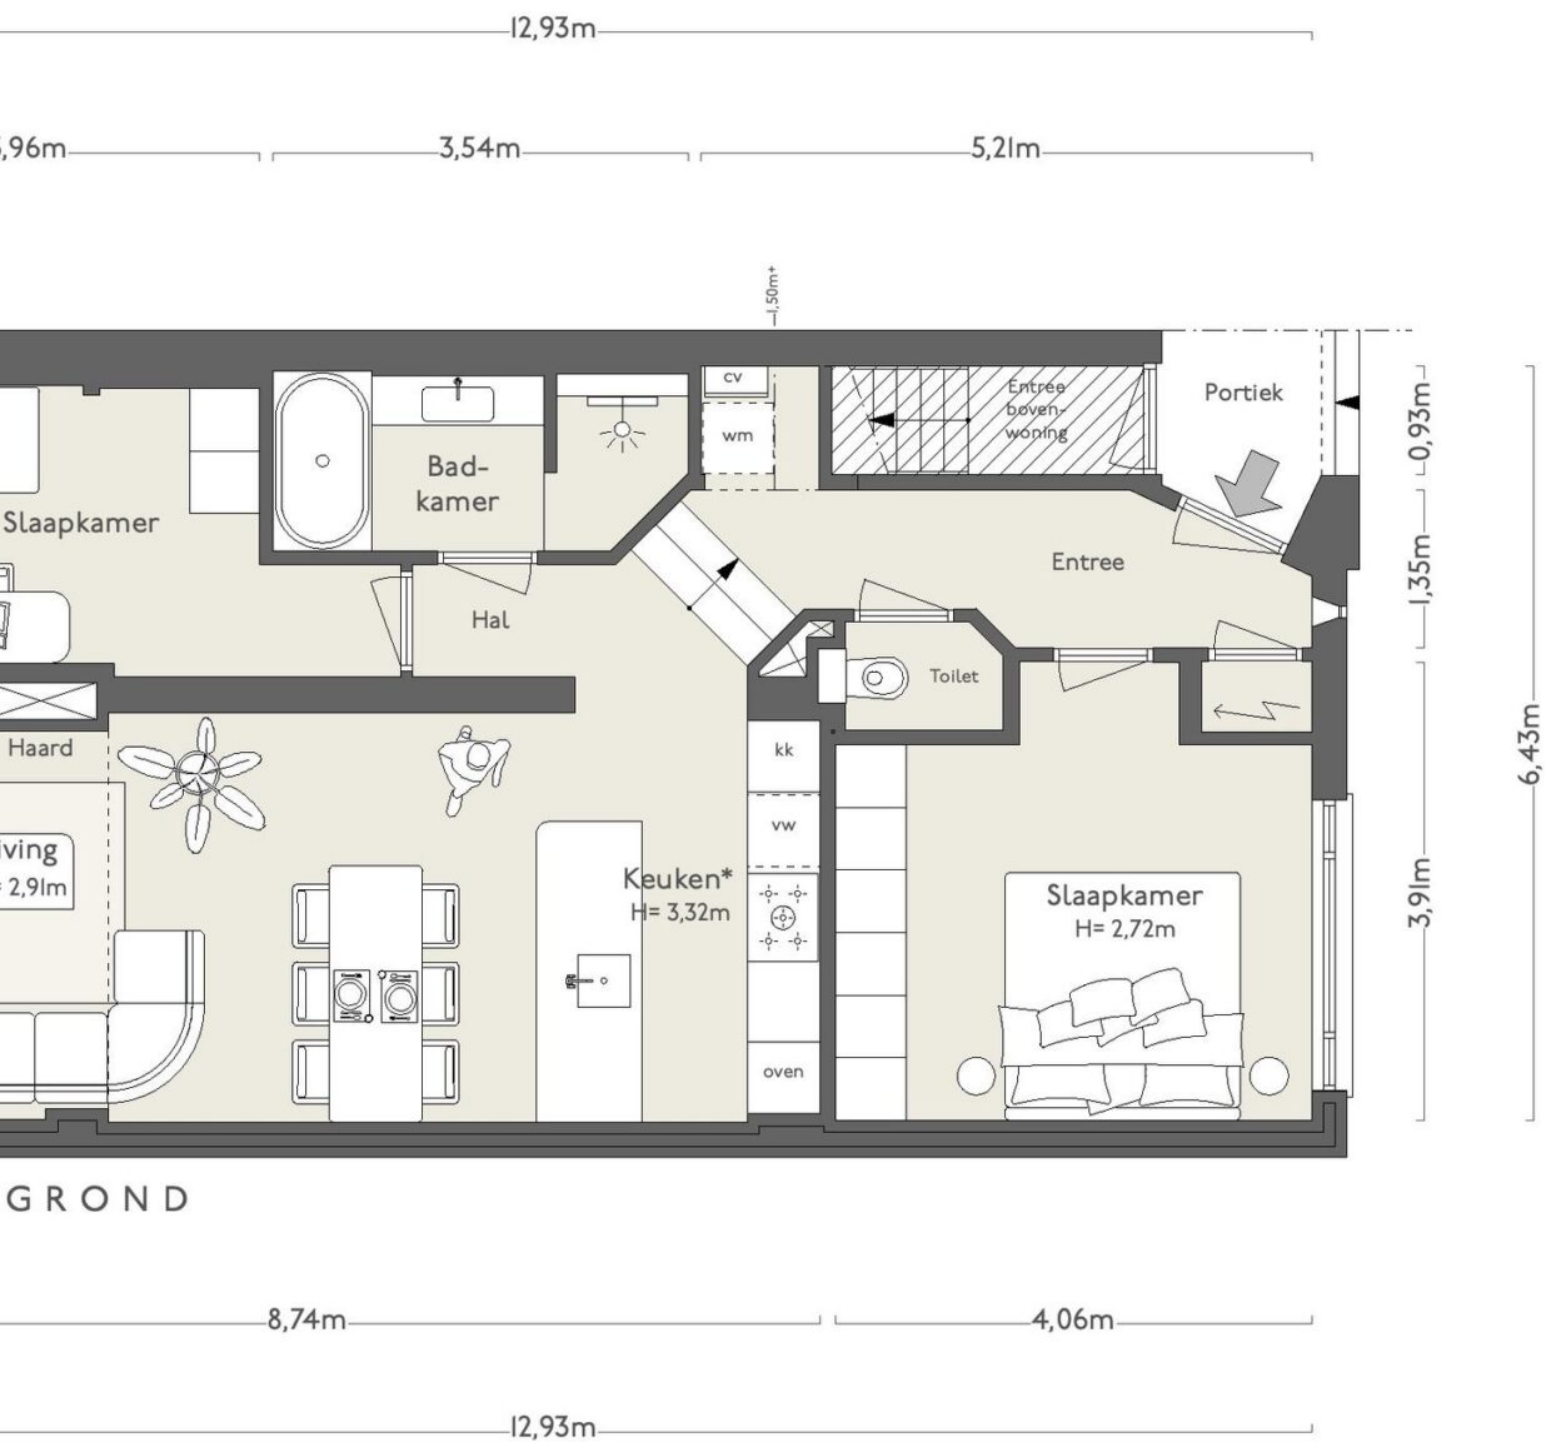 12,93m
,96m
3,54m
5,21m
1,50m+
cv
wm
Entree
boven-
woning
Portiek
0,93m
Bad-
kamer
Slaapkamer
Entree
1,35m
Hal
Toilet
Haard
kk
6,43m
vw
iving
2,91m
Keuken*
H= 3,32m
Slaapkamer
H= 2,72m
3,91m
oven
GROND
8,74m
4,06m
12,93m